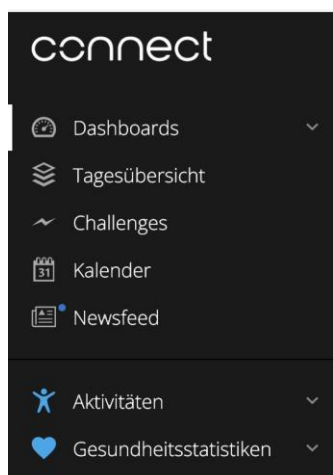 connect
Dashboards
Tagesübersicht
Challenges
31
Kalender
Newsfeed
Aktivitäten
Gesundheitsstatistiken